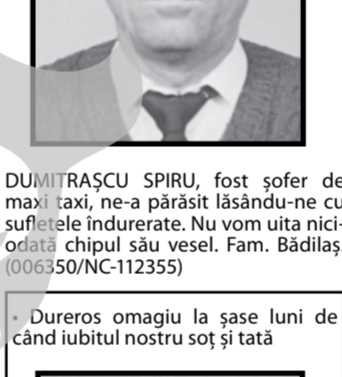 DUMITRAȘCU SPIRU, fost șofer de
maxi taxi, ne-a părăsit lăsându-ne cu
sufletele îndurerate. Nu vom uita nici-
odată chipul său vesel. Fam. Bădilaș.
(006350/NC-112355)
• Dureros omagiu la șase luni de
când iubitul nostru soț și tată